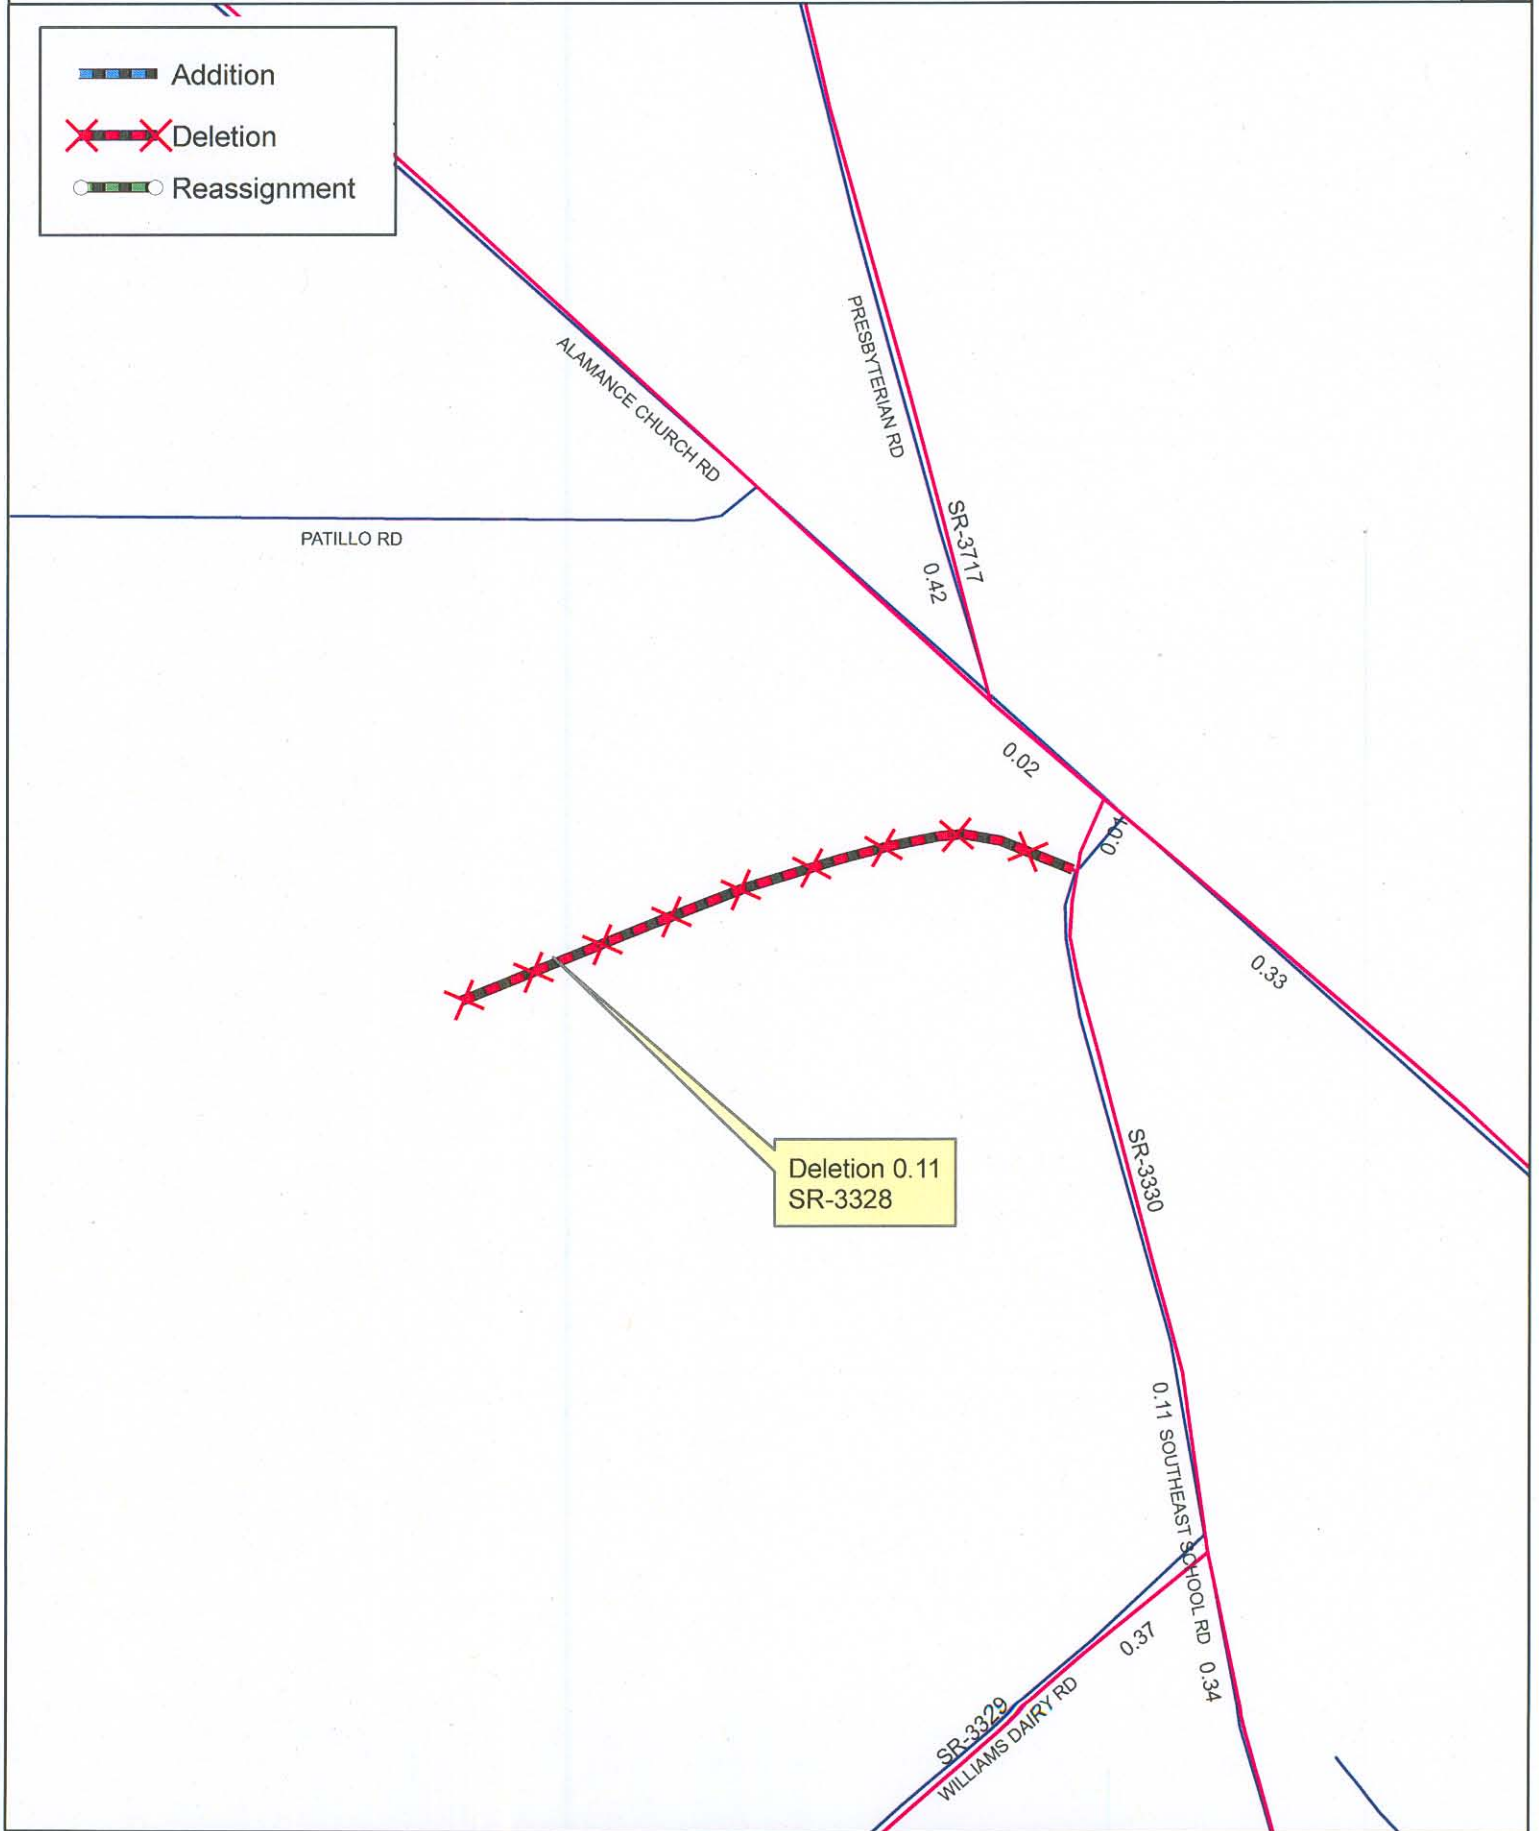 Addition
Deletion
Reassignment
PRESBYTERIAN RD
ALAMANCE CHURCH RD
SR-3717
PATILLO RD
0.42
0.02
0.33
Deletion 0.11
SR-3328
SR-3330
0.11 SOUTHEAST SCHOOL RD 0.34
0.37
SR-3329
WILLIAMS DAIRY RD